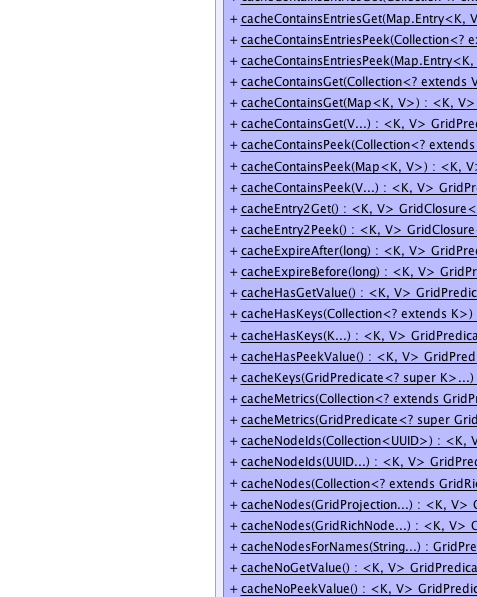 + cacheContainsEntriesGet(Map.Entry<K, V
+ cacheContainsEntriesPeek(Collection<? ex
+ cacheContainsEntriesPeek(Map.Entry<K,
+ cacheContainsGet(Collection<? extends V
+ cacheContainsGet(Map<K, V>) : <K, V>
+ cacheContainsGet(V...) : <K, V> GridPre
+ cacheContainsPeek(Collection<? extends
+ cacheContainsPeek(Map<K, V>) : <K, V>
+ cacheContainsPeek(V...) : <K, V> GridPr
+ cacheEntry2Get() : <K, V> GridClosure<
+ cacheEntry2Peek() : <K, V> GridClosure
+ cacheExpireAfter(long) : <K, V> GridPre
+ cacheExpireBefore(long) : <K, V> GridPr
+ cacheHasGetValue() : <K, V> GridPredic
+ cacheHasKeys(Collection<? extends K>)
+ cacheHasKeys(K...) : <K, V> GridPredica
+ cacheHasPeekValue() : <K, V> GridPred
+ cacheKeys(GridPredicate<? super K>...)
+ cacheMetrics(Collection<? extends GridP
+ cacheMetrics(GridPredicate<? super Grid
+ cacheNodeIds(Collection<UUID>) : <K, V
+ cacheNodeIds(UUID...) : <K, V> GridPre
+ cacheNodes(Collection<? extends GridRi
+ cacheNodes(GridProjection...) : <K, V> G
+ cacheNodes(GridRichNode...) : <K, V> G
+ cacheNodesForNames(String...) : GridPre
+ cacheNoGetValue() : <K, V> GridPredica
+ cacheNoPeekValue() : <K, V> GridPredic